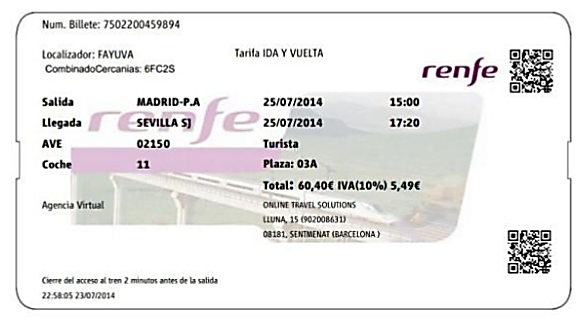 Num. Billete: 7502200459894
Localizador: FAYUVA
Tarifa IDA Y VUELTA
CombinadoCercanias: 6FC2S
renfe
Salida MADRID-P.A 25/07/2014 15:00
Llegada SEVILLA SJ 25/07/2014 17:20
renfe
AVE 02150 Turista
Coche 11 Plaza: 03A
Total: 60,40€ IVA(10%) 5,49€
Agencia Virtual ONLINE TRAVEL SOLUTIONS
LLUNA, 15 (902008631)
08181, SENTMENAT (BARCELONA )
Cierre del acceso al tren 2 minutos antes de la salida
22:58:05 23/07/2014